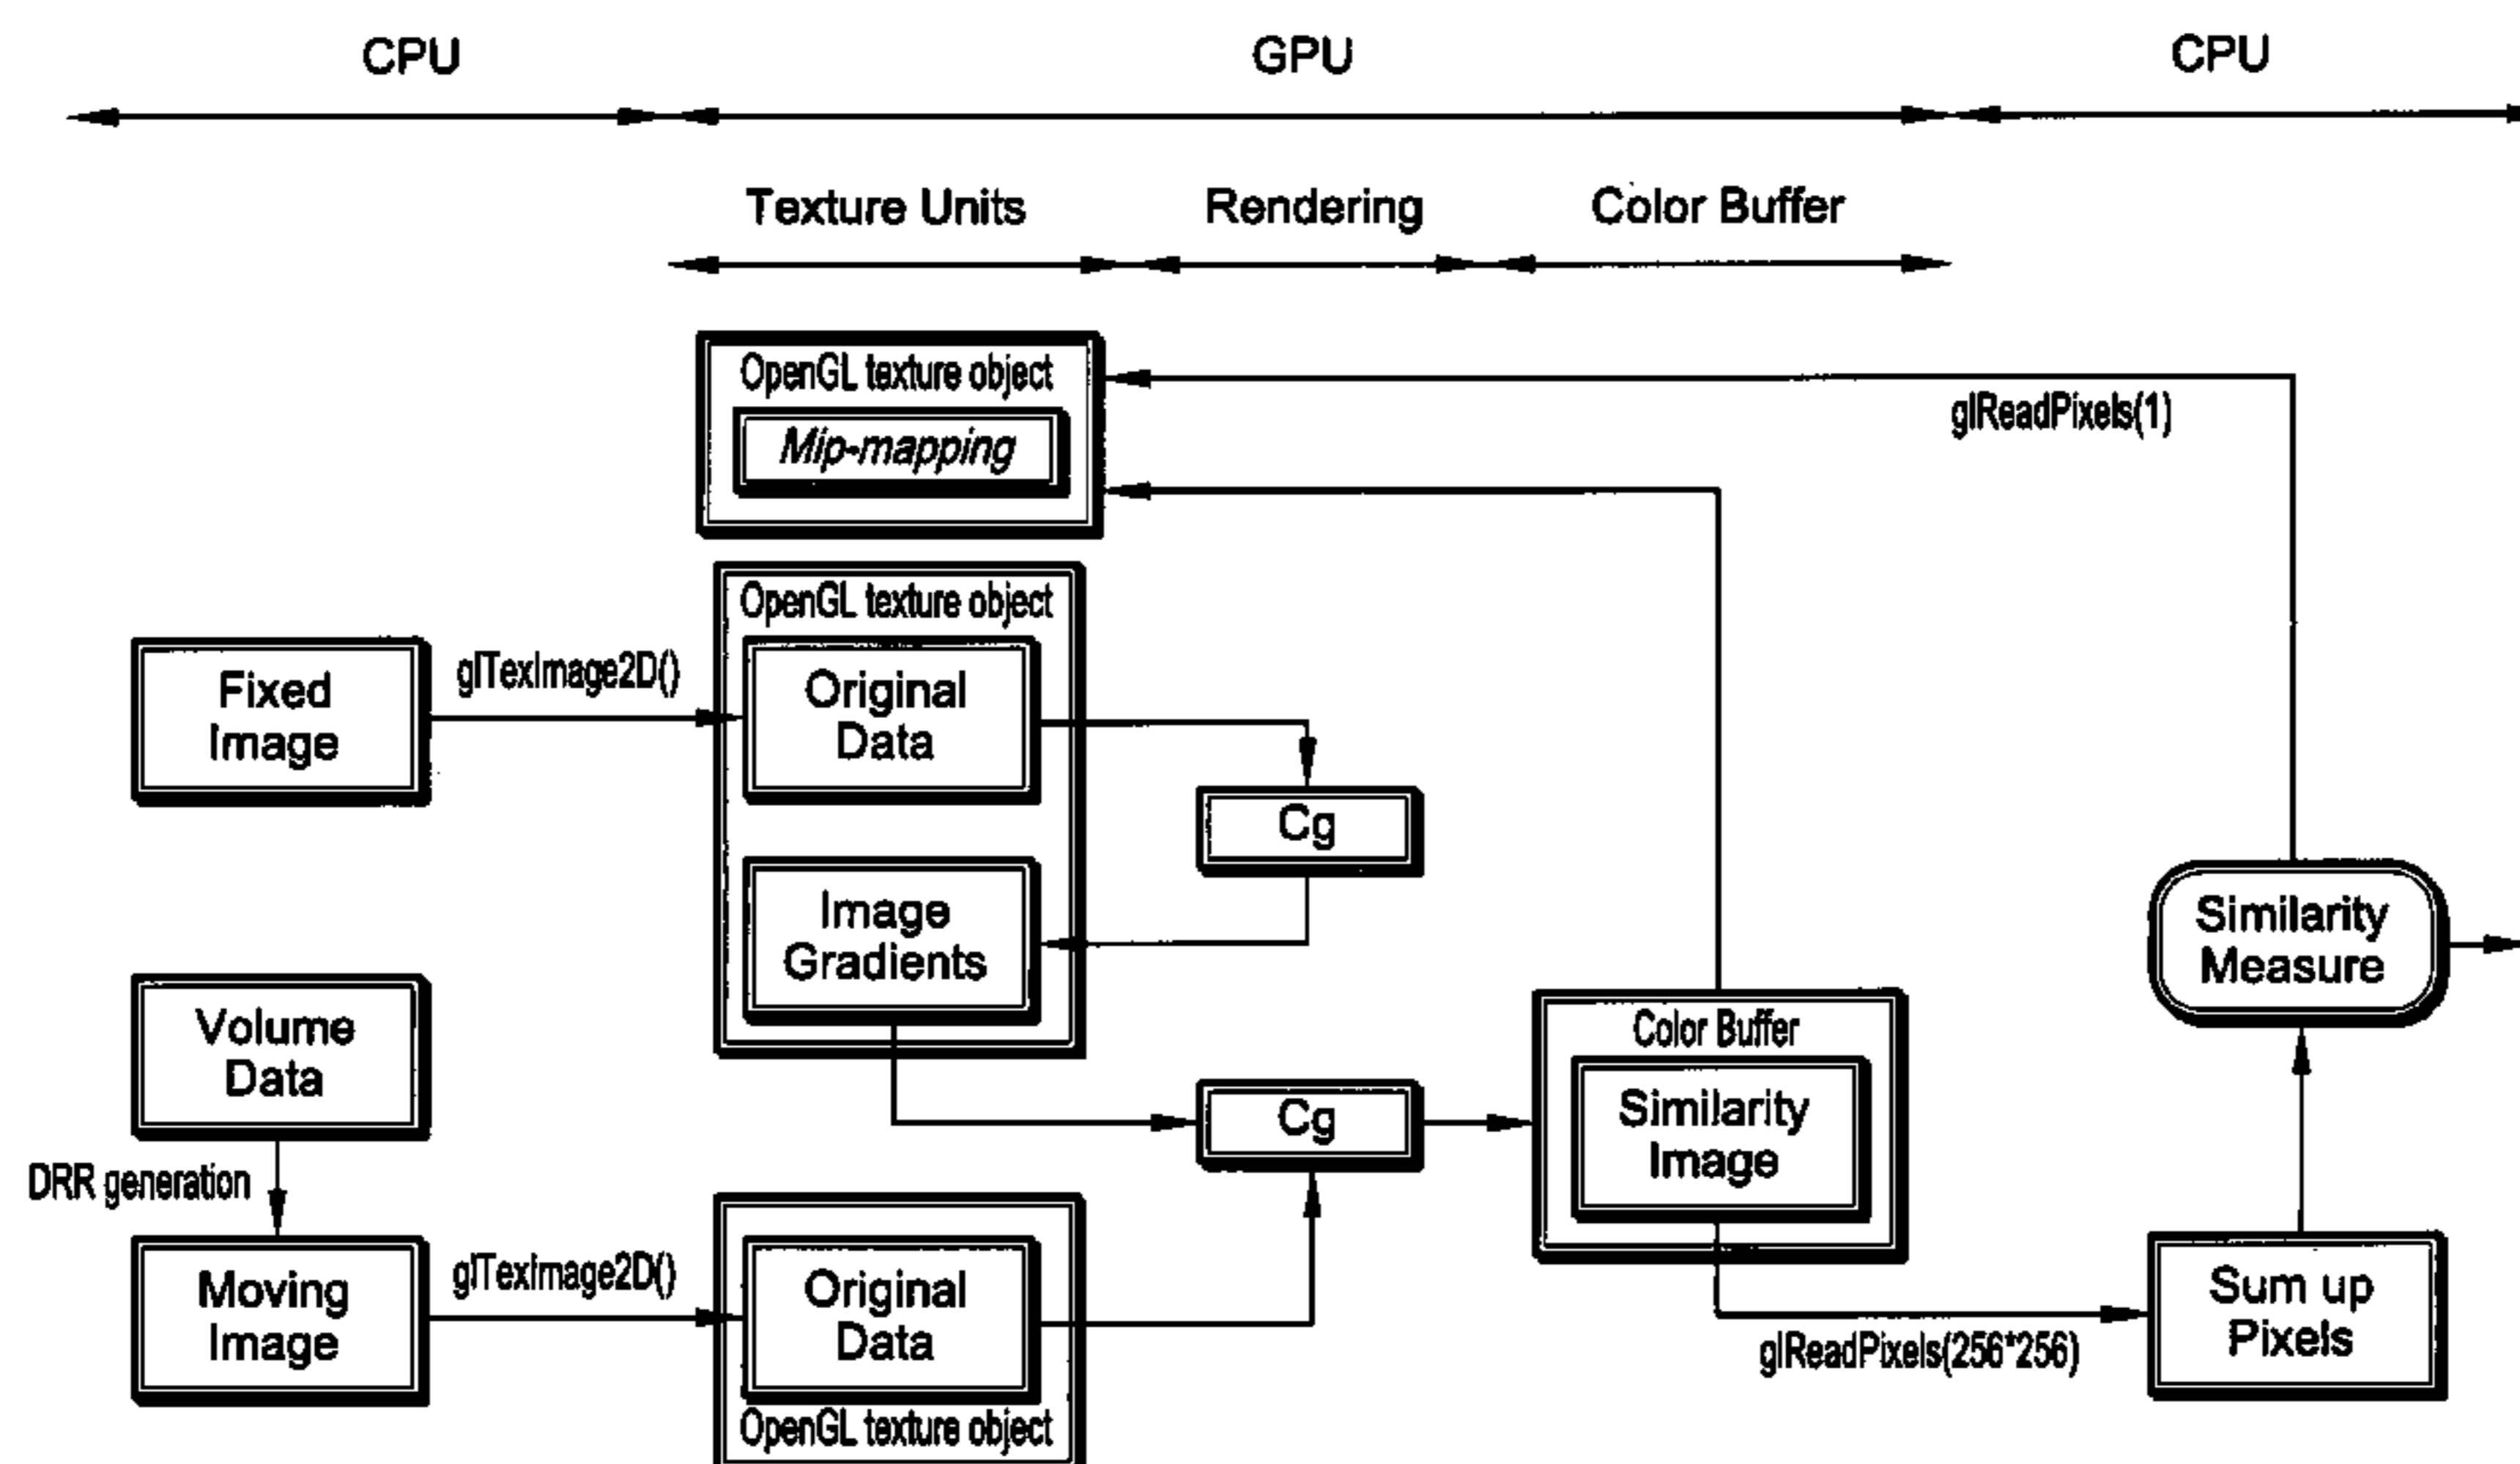 CPU
GPU
CPU
Texture Units
Rendering
Color Buffer
OpenGL texture object
Mip-mapping
glReadPixels(1)
OpenGL texture object
Fixed
Image
glTexImage2D()
Original
Data
Cg
Image
Gradients
Similarity
Measure
Volume
Data
Color Buffer
Similarity
Image
Cg
DRR generation
Moving
Image
glTexImage2D()
Original
Data
OpenGL texture object
glReadPixels(256*256)
Sum up
Pixels